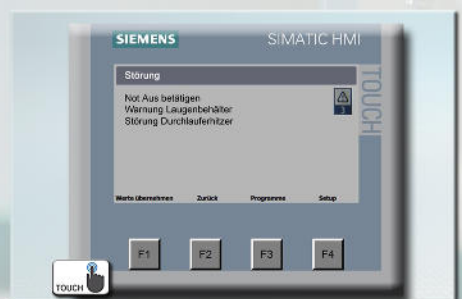 SIEMENS
SIMATIC HMI
TOUCH
Störung
Not Aus betätigen
Warnung Laugenbehälter
Störung Durchlauferhitzer
3
Werte übernehmen
Zurück
Programme
Setup
F1
F2
F3
F4
TOUCH